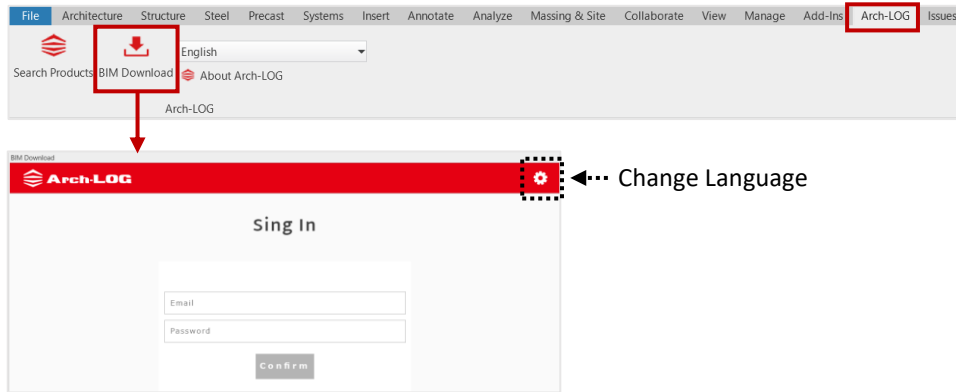 File Architecture Structure Steel Precast Systems Insert Annotate Analyze Massing & Site Collaborate View Manage Add-Ins Arch-LOG Issues
English
Search Products BIM Download About Arch-LOG
Arch-LOG
BIM Download
Arch-LOG
Change Language
Sing In
Email
Password
Confirm